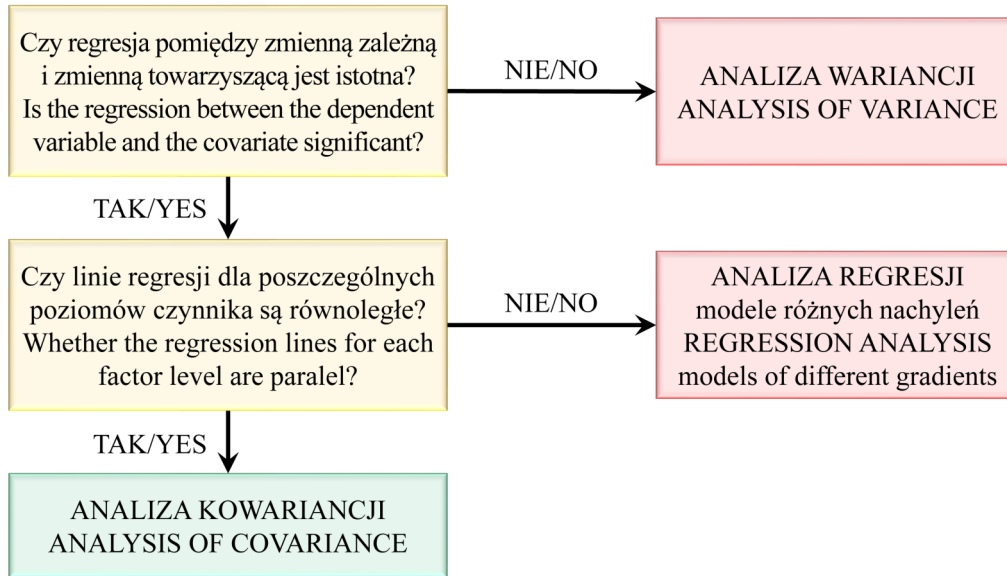 Czy regresja pomiędzy zmienną zależną
i zmienną towarzyszącą jest istotna?
Is the regression between the dependent
variable and the covariate significant?
NIE/NO
ANALIZA WARIANCJI
ANALYSIS OF VARIANCE
TAK/YES
Czy linie regresji dla poszczególnych
poziomów czynnika są równoległe?
Whether the regression lines for each
factor level are paralel?
NIE/NO
ANALIZA REGRESJI
modele różnych nachyleń
REGRESSION ANALYSIS
models of different gradients
TAK/YES
ANALIZA KOWARIANCJI
ANALYSIS OF COVARIANCE